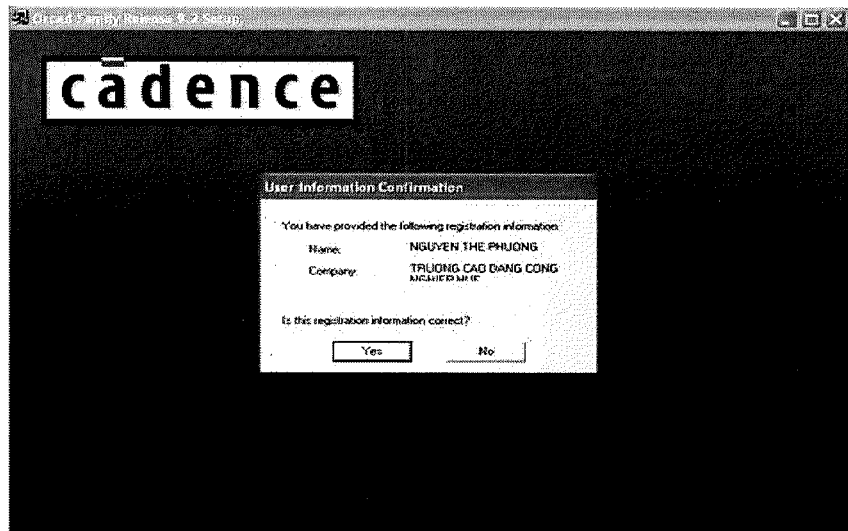 Orcad Family Release 9.2 Setup
cadence
User Information Confirmation
You have provided the following registration information
Name: NGUYEN THE PHUONG
Company: TRUONG CAO DANG CONG
Is this registration information correct?
Yes No